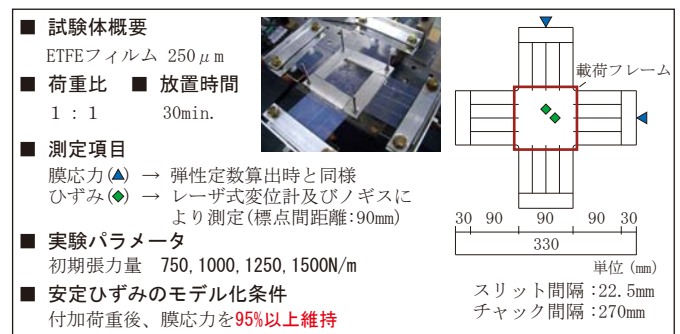 ■ 試験体概要
ETFEフィルム 250μm
■ 荷重比 ■ 放置時間
1 : 1 30min.
■ 測定項目
膜応力(▲) → 弾性定数算出時と同様
ひずみ(◆) → レーザ式変位計及びノギスに
より測定(標点間距離:90mm)
■ 実験パラメータ
初期張力量 750,1000,1250,1500N/m
■ 安定ひずみのモデル化条件
付加荷重後、膜応力を95%以上維持
載荷フレーム
30 90 90 90 30
330
単位(mm)
スリット間隔:22.5mm
チャック間隔:270mm